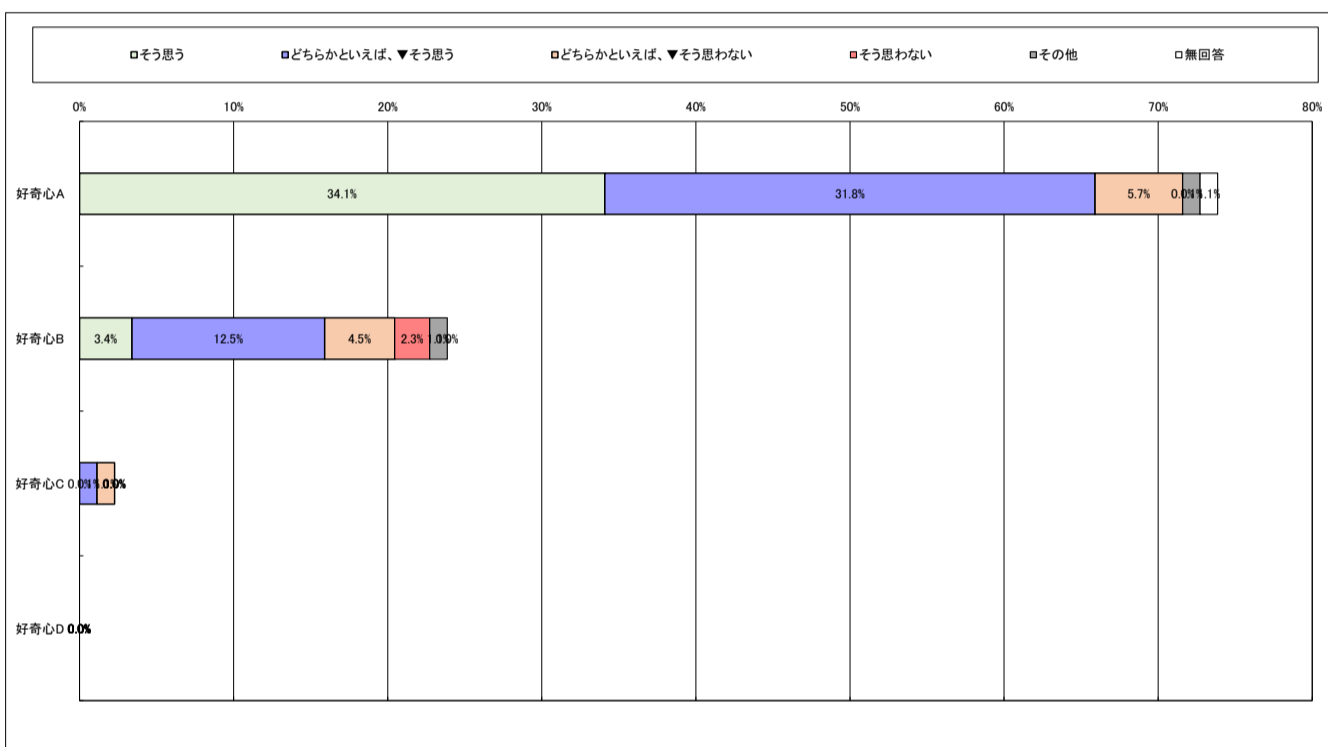 そう思う どちらかといえば、▼そう思う どちらかといえば、▼そう思わない そう思わない その他 無回答
0% 10% 20% 30% 40% 50% 60% 70% 80%
好奇心A 34.1% 31.8% 5.7%
好奇心B 3.4% 12.5% 4.5% 2.3%
好奇心C
好奇心D 0.0%